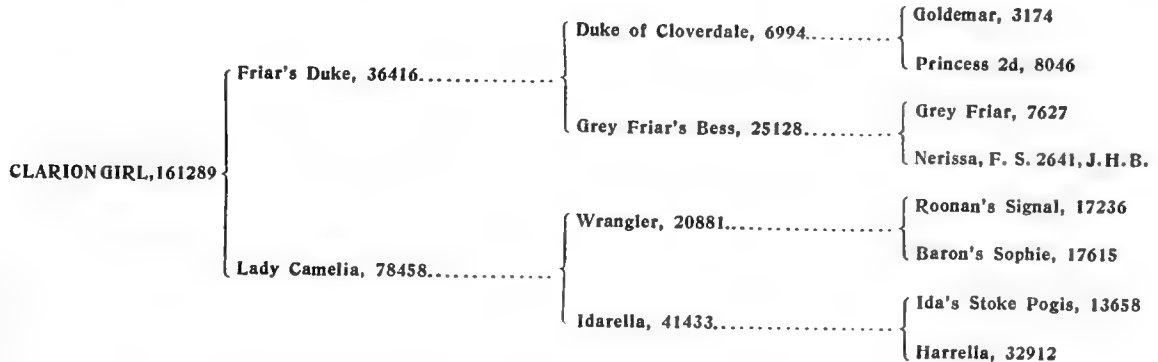 Goldemar, 3174
Duke of Cloverdale, 6994
Princess 2d, 8046
Friar's Duke, 36416
Grey Friar, 7627
Grey Friar's Bess, 25128
Nerissa, F. S. 2641, J.H.B.
CLARION GIRL, 161289
Roonan's Signal, 17236
Wrangler, 20881
Baron's Sophie, 17615
Lady Camelia, 78458
Ida's Stoke Pogis, 13658
Idarella, 41433
Harrella, 32912